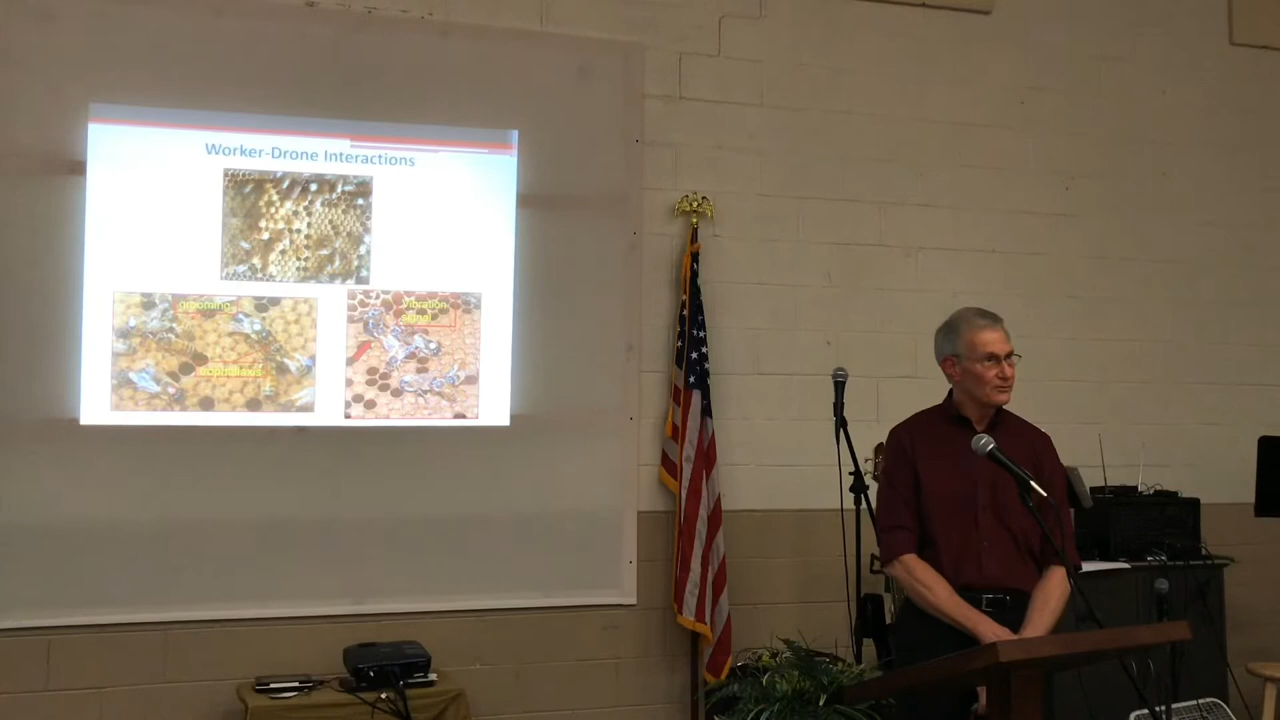 Worker-Drone Interactions
grooming
trophallaxis
Vibration
signal